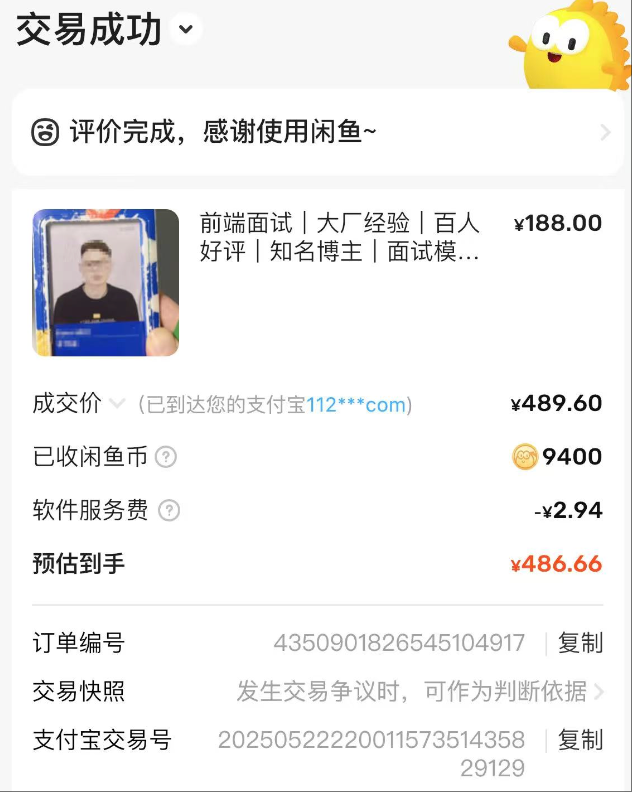 交易成功
评价完成，感谢使用闲鱼~
前端面试｜大厂经验｜百人
好评｜知名博主｜面试模...
¥188.00
成交价 (已到达您的支付宝112***com) ¥489.60
已收闲鱼币 ? 9400
软件服务费 ? -¥2.94
预估到手 ¥486.66
订单编号 4350901826545104917 复制
交易快照 发生交易争议时，可作为判断依据
支付宝交易号 20250522220011573514358 复制
29129